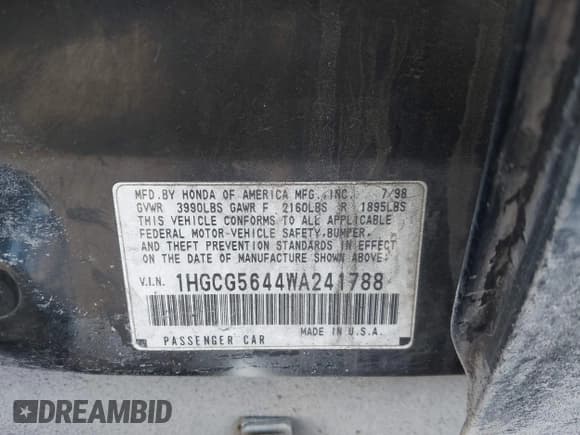 MFD.BY HONDA OF AMERICA MFG.,INC. 7/98
GVWR 3990LBS GAWR F 2160LBS R 1895LBS
THIS VEHICLE CONFORMS TO ALL APPLICABLE
FEDERAL MOTOR-VEHICLE SAFETY,BUMPER,
AND THEFT PREVENTION STANDARDS IN EFFECT
ON THE DATE OF MANUFACTURE SHOWN ABOVE.
V.I.N. 1HGCG5644WA241788
MADE IN U.S.A.
PASSENGER CAR
DREAMBID